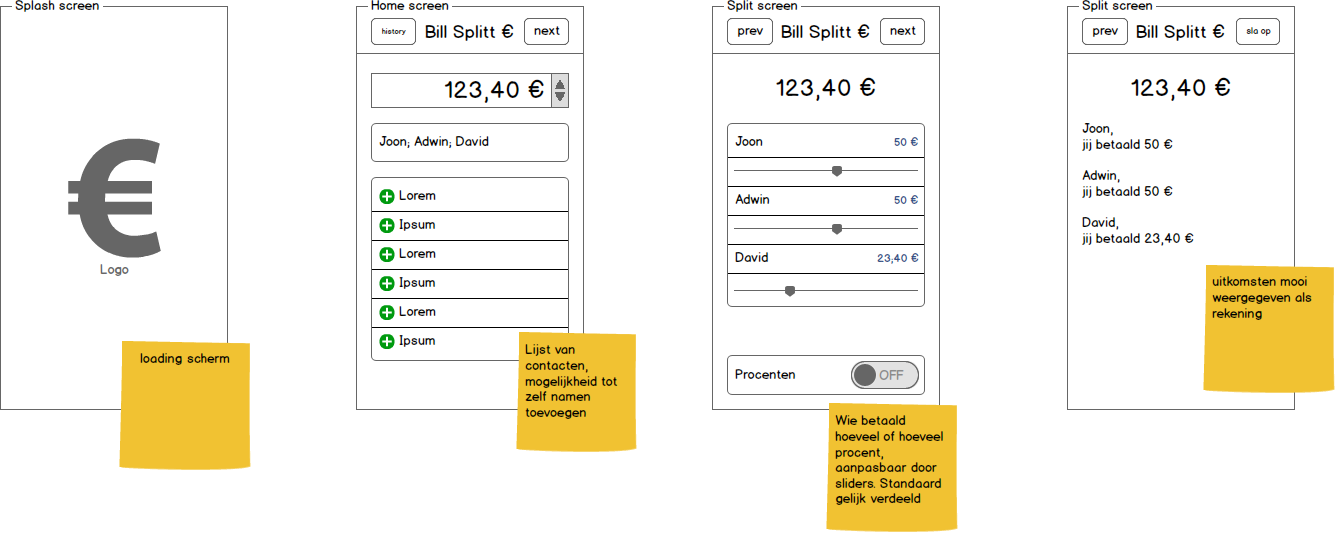 Splash screen
Logo
loading scherm
Home screen
history
Bill Splitt €
next
123,40 €
Joon; Adwin; David
Lorem
Ipsum
Lorem
Ipsum
Lorem
Ipsum
Lijst van
contacten,
mogelijkheid tot
zelf namen
toevoegen
Split screen
prev
Bill Splitt €
next
123,40 €
Joon
50 €
Adwin
50 €
David
23,40 €
Procenten
OFF
Wie betaald
hoeveel of hoeveel
procent,
aanpasbaar door
sliders. Standaard
gelijk verdeeld
Split screen
prev
Bill Splitt €
sla op
123,40 €
Joon,
jij betaald 50 €
Adwin,
jij betaald 50 €
David,
jij betaald 23,40 €
uitkomsten mooi
weergegeven als
rekening